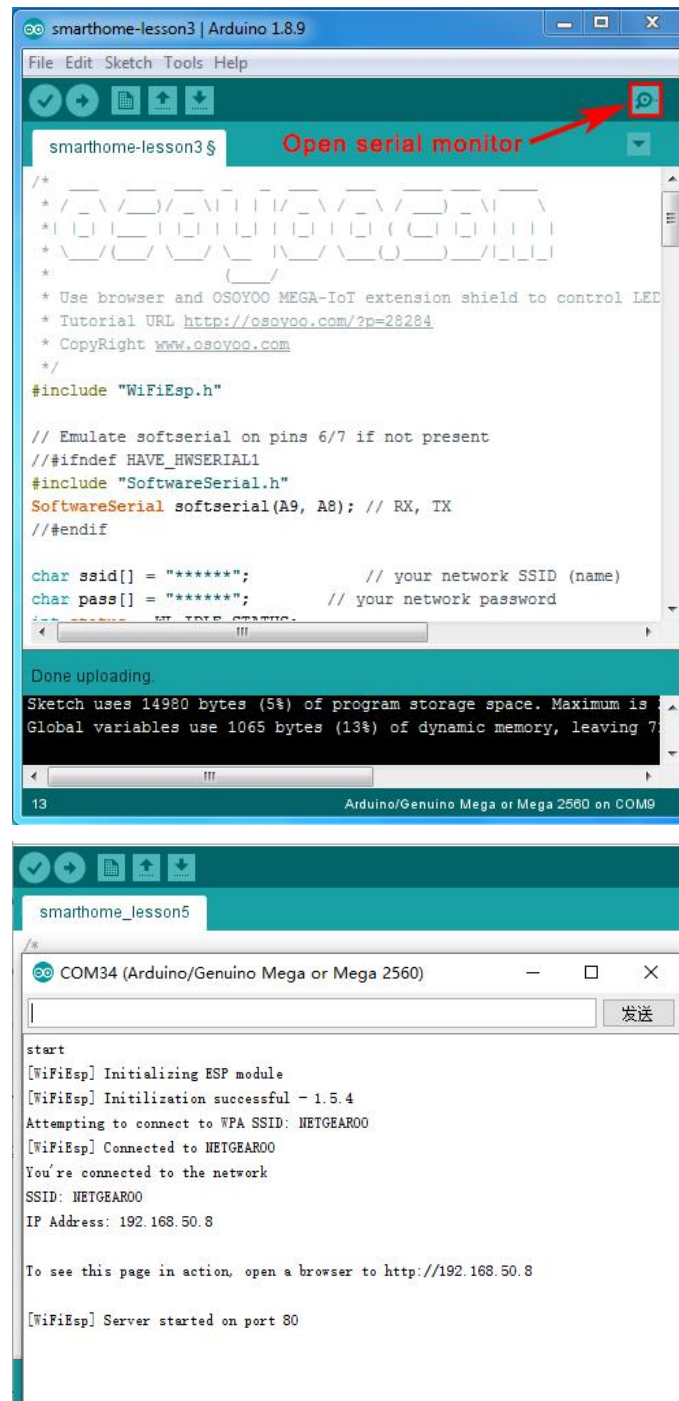 smarthome-lesson3 | Arduino 1.8.9
File Edit Sketch Tools Help
Open serial monitor
smarthome-lesson3 §
/*
* Use browser and OSOYOO MEGA-IoT extension shield to control LED
* Tutorial URL http://osoyoo.com/?p=28284
* CopyRight www.osoyoo.com
*/
#include "WiFiEsp.h"
// Emulate softserial on pins 6/7 if not present
//#ifndef HAVE_HWSERIAL1
#include "SoftwareSerial.h"
SoftwareSerial softserial(A9, A8); // RX, TX
//#endif
char ssid[] = "******"; // your network SSID (name)
char pass[] = "******"; // your network password
Done uploading.
Sketch uses 14980 bytes (5%) of program storage space. Maximum is
Global variables use 1065 bytes (13%) of dynamic memory, leaving 7
13 Arduino/Genuino Mega or Mega 2560 on COM9
smarthome_lesson5
/*
COM34 (Arduino/Genuino Mega or Mega 2560)
发送
start
[WiFiEsp] Initializing ESP module
[WiFiEsp] Initilization successful - 1.5.4
Attempting to connect to WPA SSID: NETGEAR00
[WiFiEsp] Connected to NETGEAR00
You're connected to the network
SSID: NETGEAR00
IP Address: 192.168.50.8
To see this page in action, open a browser to http://192.168.50.8
[WiFiEsp] Server started on port 80